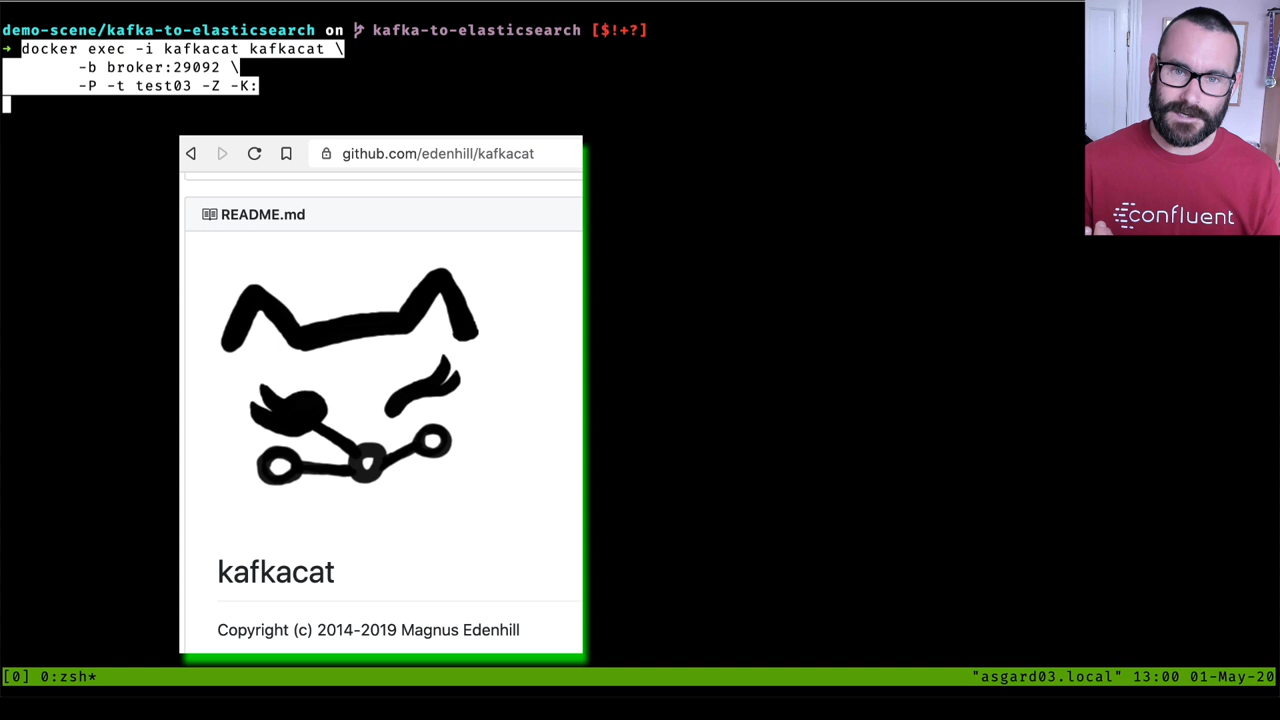 demo-scene/kafka-to-elasticsearch on kafka-to-elasticsearch [$!+?]
→ docker exec -i kafkacat kafkacat \
-b broker:29092 \
-P -t test03 -Z -K:
github.com/edenhill/kafkacat
README.md
kafkacat
Copyright (c) 2014-2019 Magnus Edenhill
confluent
[0] 0:zsh* "asgard03.local" 13:00 01-May-20